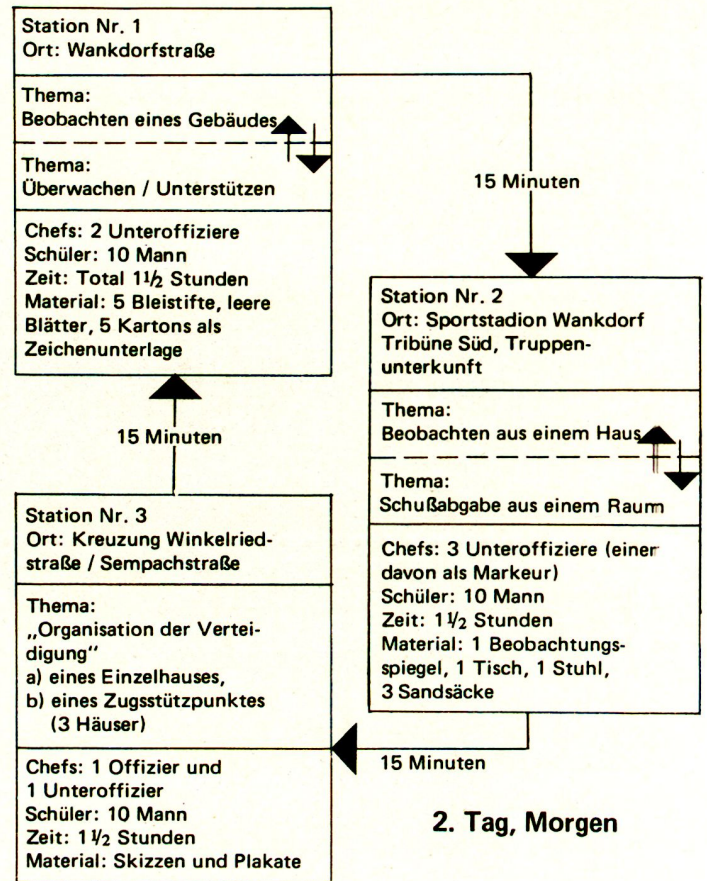 Station Nr. 1
Ort: Wankdorfstraße
Thema:
Beobachten eines Gebäudes
Thema:
Überwachen / Unterstützen
Chefs: 2 Unteroffiziere
Schüler: 10 Mann
Zeit: Total 1½ Stunden
Material: 5 Bleistifte, leere
Blätter, 5 Kartons als
Zeichenunterlage
15 Minuten
Station Nr. 2
Ort: Sportstadion Wankdorf
Tribüne Süd, Truppen-
unterkunft
Thema:
Beobachten aus einem Haus
Thema:
Schußabgabe aus einem Raum
Chefs: 3 Unteroffiziere (einer
davon als Markeur)
Schüler: 10 Mann
Zeit: 1½ Stunden
Material: 1 Beobachtungs-
spiegel, 1 Tisch, 1 Stuhl,
3 Sandsäcke
15 Minuten
Station Nr. 3
Ort: Kreuzung Winkelried-
straße / Sempachstraße
Thema:
„Organisation der Vertei-
digung“
a) eines Einzelhauses,
b) eines Zugsstützpunktes
(3 Häuser)
Chefs: 1 Offizier und
1 Unteroffizier
Schüler: 10 Mann
Zeit: 1½ Stunden
Material: Skizzen und Plakate
15 Minuten
2. Tag, Morgen